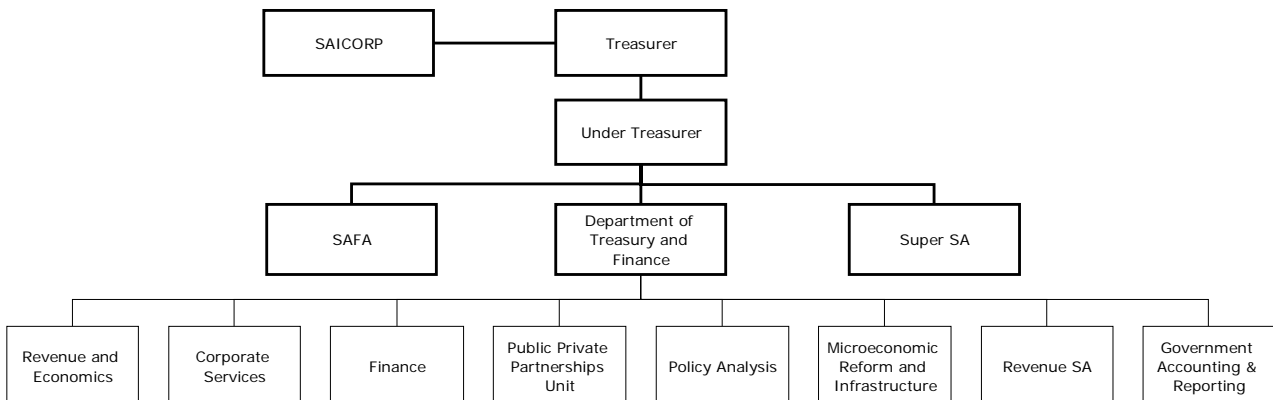 SAICORP
Treasurer
Under Treasurer
SAFA
Department of
Treasury and
Finance
Super SA
Revenue and
Economics
Corporate
Services
Finance
Public Private
Partnerships
Unit
Policy Analysis
Microeconomic
Reform and
Infrastructure
Revenue SA
Government
Accounting &
Reporting